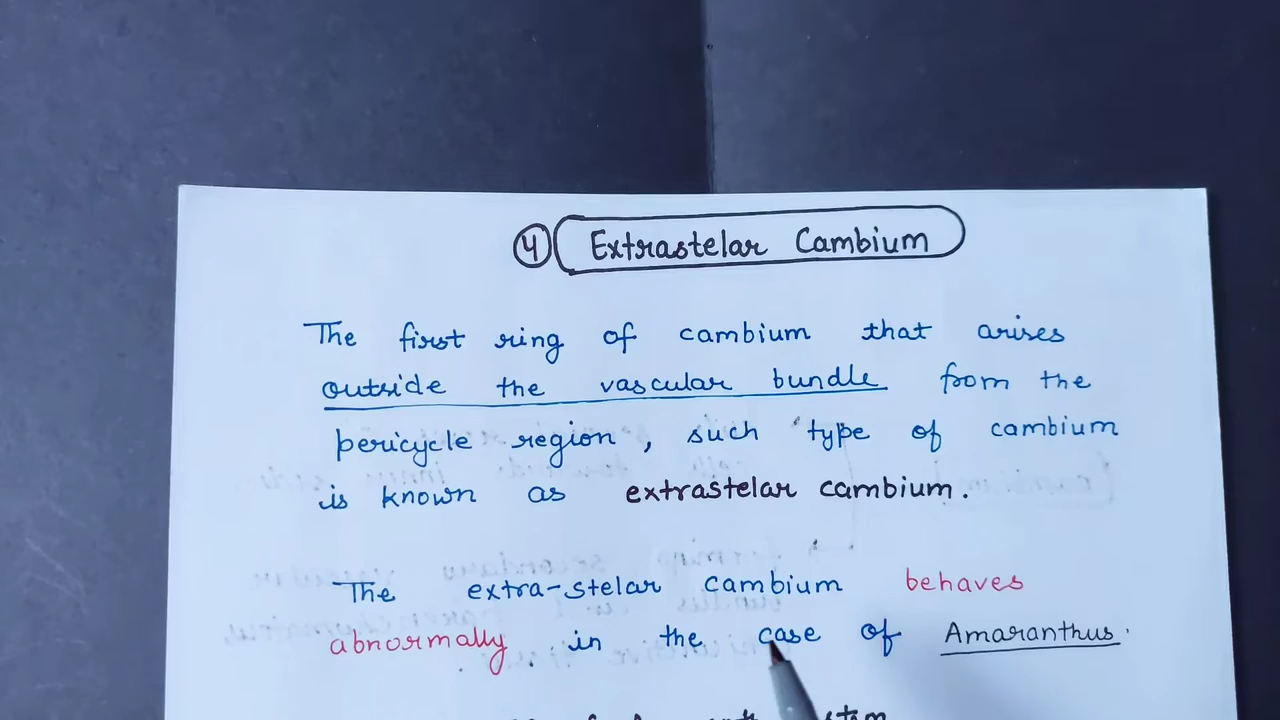 4 Extrastelar Cambium
The first ring of cambium that arises
outside the vascular bundle from the
pericycle region, such type of cambium
is known as extrastelar cambium.
The extra-stelar cambium behaves
abnormally in the case of Amaranthus.